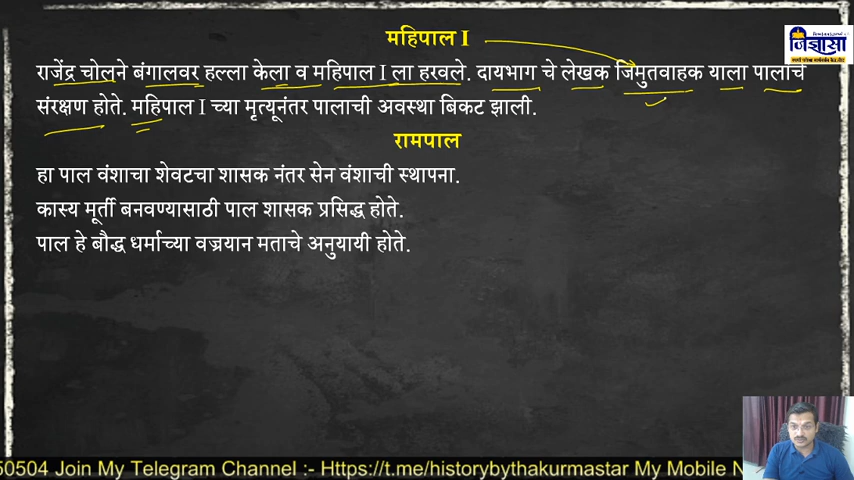 महिपाल I
जिज्ञासा
राजेंद्र चोलने बंगालवर हल्ला केला व महिपाल I ला हरवले. दायभाग चे लेखक जिमुतवाहक याला पालाचे
संरक्षण होते. महिपाल I च्या मृत्यूनंतर पालाची अवस्था बिकट झाली.
रामपाल
हा पाल वंशाचा शेवटचा शासक नंतर सेन वंशाची स्थापना.
कास्य मूर्ती बनवण्यासाठी पाल शासक प्रसिद्ध होते.
पाल हे बौद्ध धर्माच्या वज्रयान मताचे अनुयायी होते.
50504 Join My Telegram Channel :- Https://t.me/historybythakurmastar My Mobile N